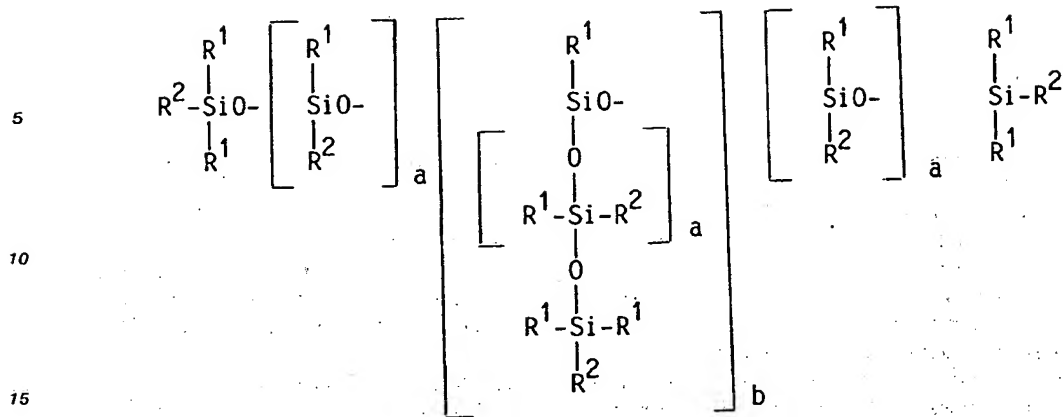 R¹ R¹ R¹ R¹ R¹
5 R²-SiO- SiO- SiO- SiO- Si-R²
R¹ R² a O R² a R¹
R¹-Si-R² a
10 O
R¹-Si-R¹
R²
15 b